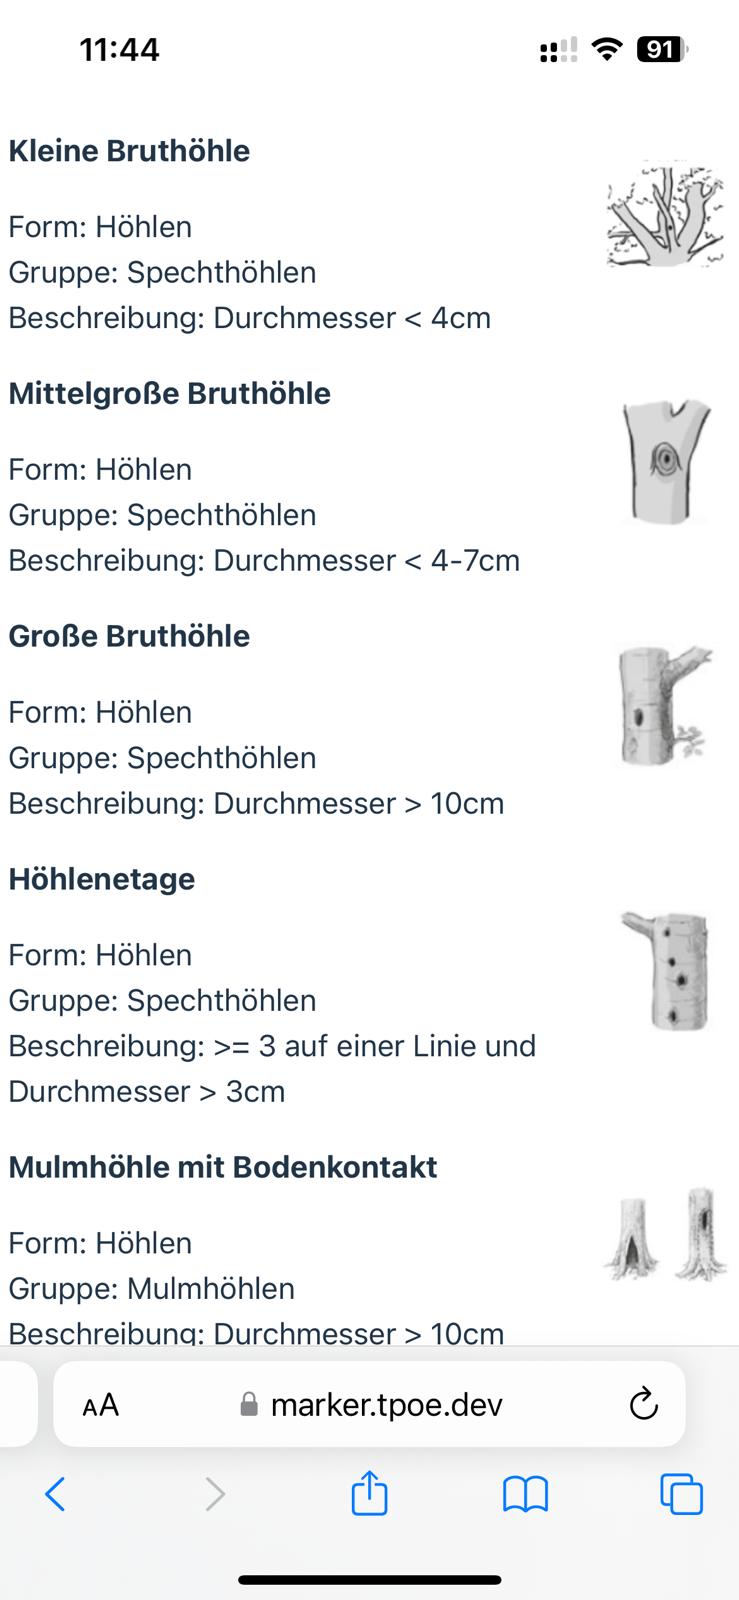 11:44
91
Kleine Bruthöhle
Form: Höhlen
Gruppe: Spechthöhlen
Beschreibung: Durchmesser < 4cm
Mittelgroße Bruthöhle
Form: Höhlen
Gruppe: Spechthöhlen
Beschreibung: Durchmesser < 4-7cm
Große Bruthöhle
Form: Höhlen
Gruppe: Spechthöhlen
Beschreibung: Durchmesser > 10cm
Höhlenetage
Form: Höhlen
Gruppe: Spechthöhlen
Beschreibung: >= 3 auf einer Linie und
Durchmesser > 3cm
Mulmhöhle mit Bodenkontakt
Form: Höhlen
Gruppe: Mulmhöhlen
Beschreibung: Durchmesser > 10cm
AA marker.tpoe.dev